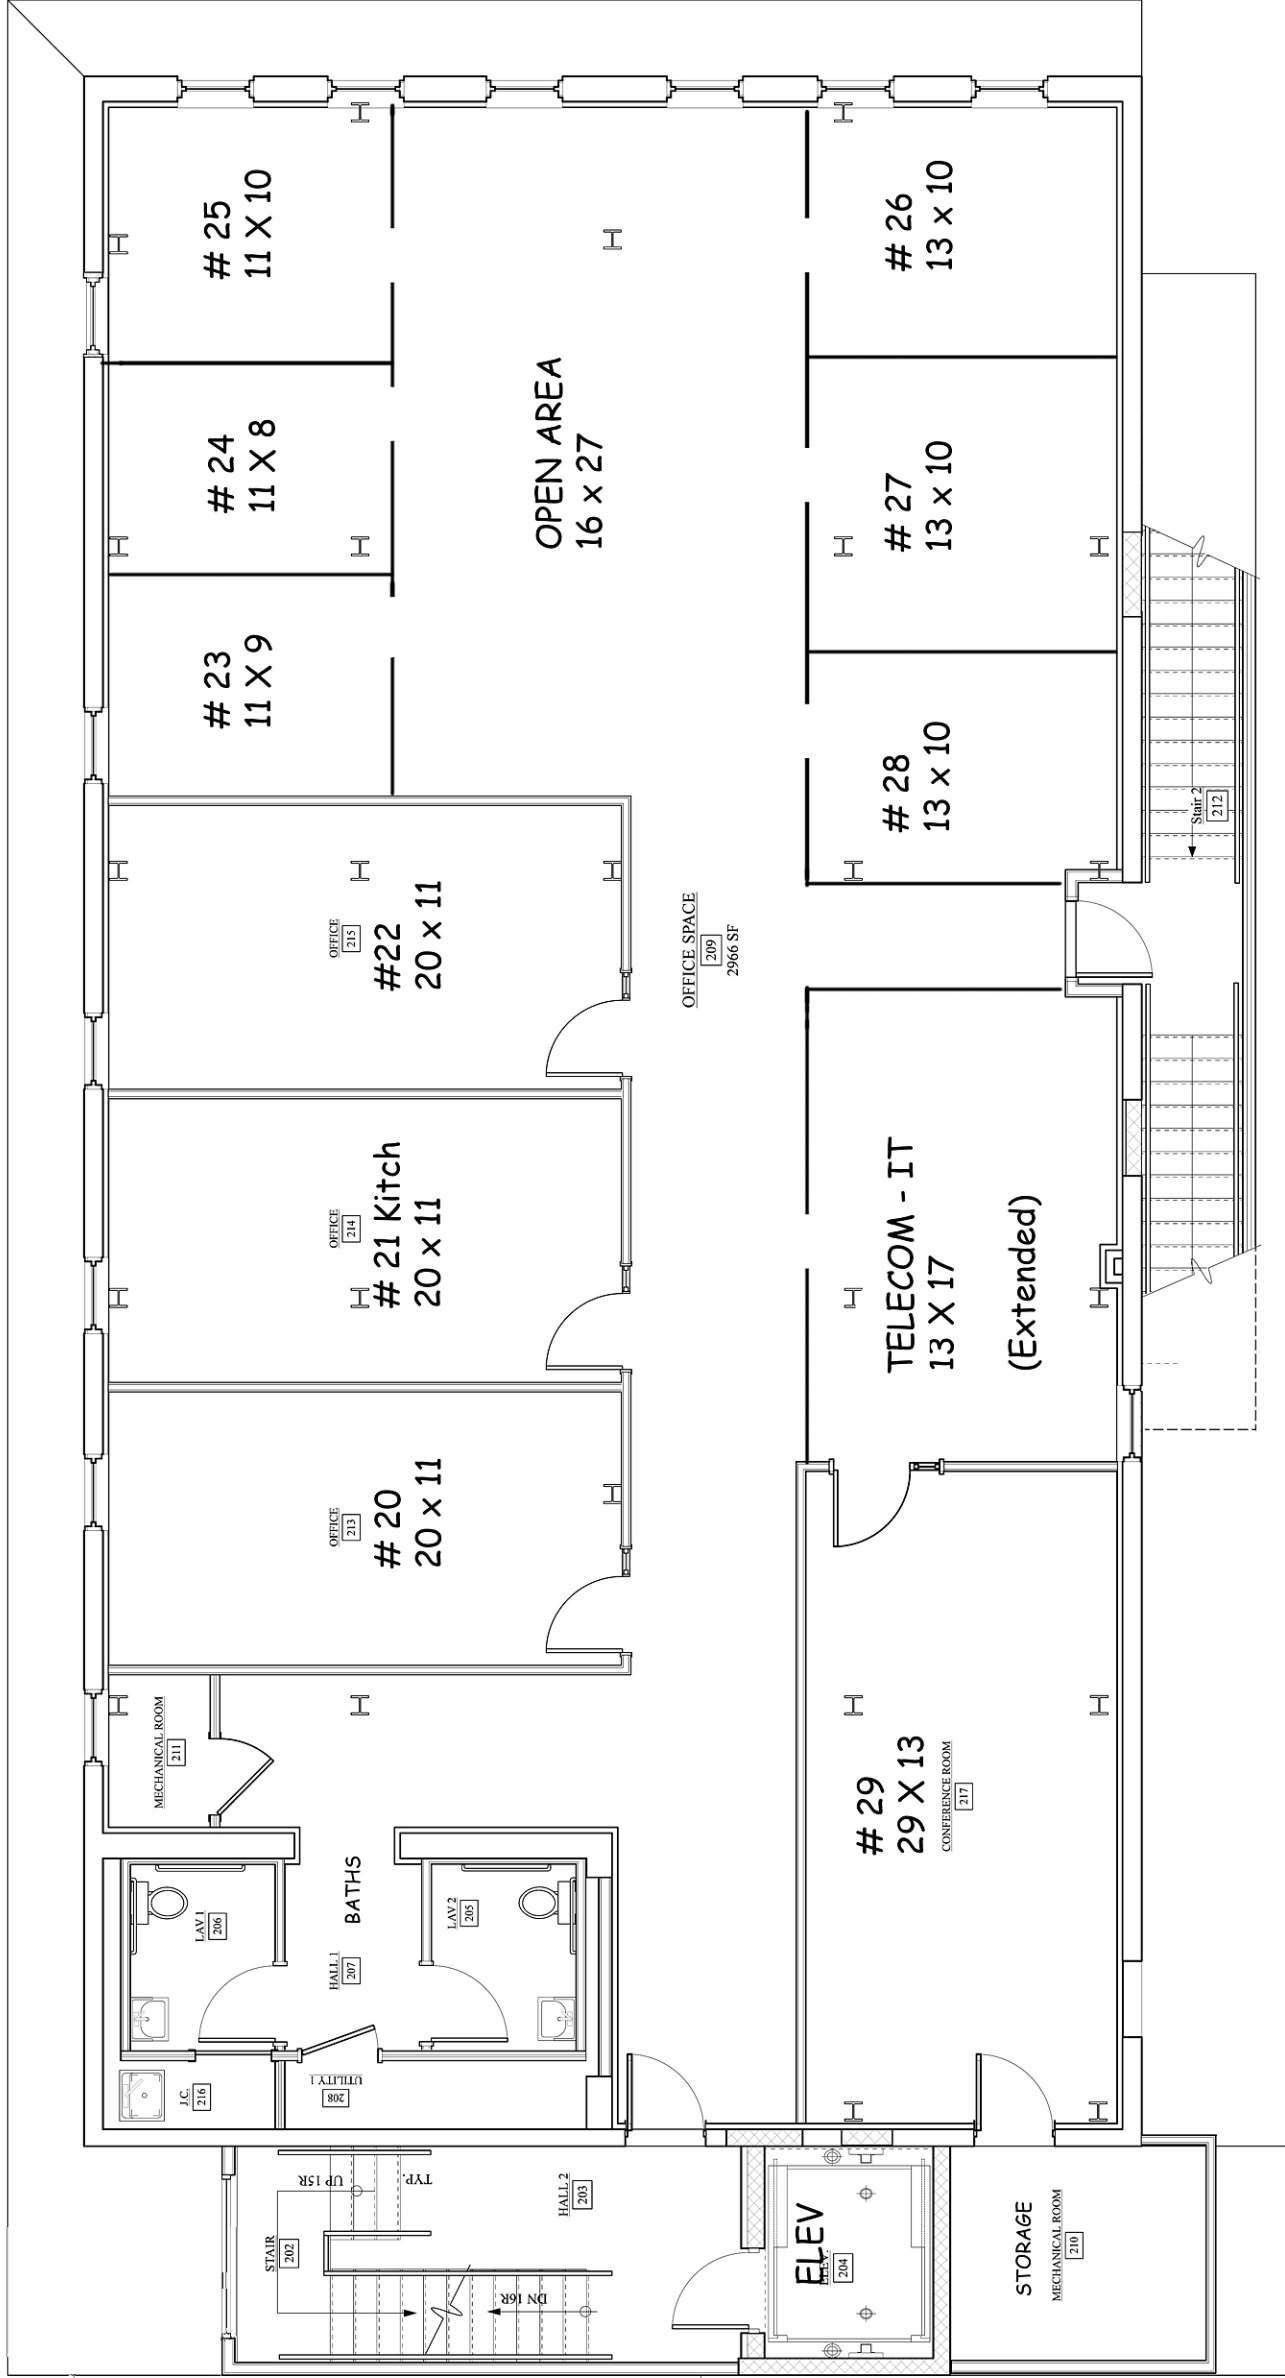 # 25
11 X 10
# 24
11 X 8
# 23
11 X 9
OPEN AREA
16 x 27
# 26
13 x 10
# 27
13 x 10
# 28
13 x 10
Stair 2
212
OFFICE
215
#22
20 x 11
OFFICE SPACE
209
2966 SF
OFFICE
214
# 21 Kitch
20 x 11
TELECOM - IT
13 X 17
(Extended)
OFFICE
213
# 20
20 x 11
MECHANICAL ROOM
211
# 29
29 X 13
CONFERENCE ROOM
217
LAV 1
206
BATHS
LAV 2
205
HALL 1
207
J.C.
216
UTILITY 1
208
UP 15R
TYP.
STAIR
202
HALL 2
203
DN 16R
ELEV
ELEV.
204
STORAGE
MECHANICAL ROOM
210